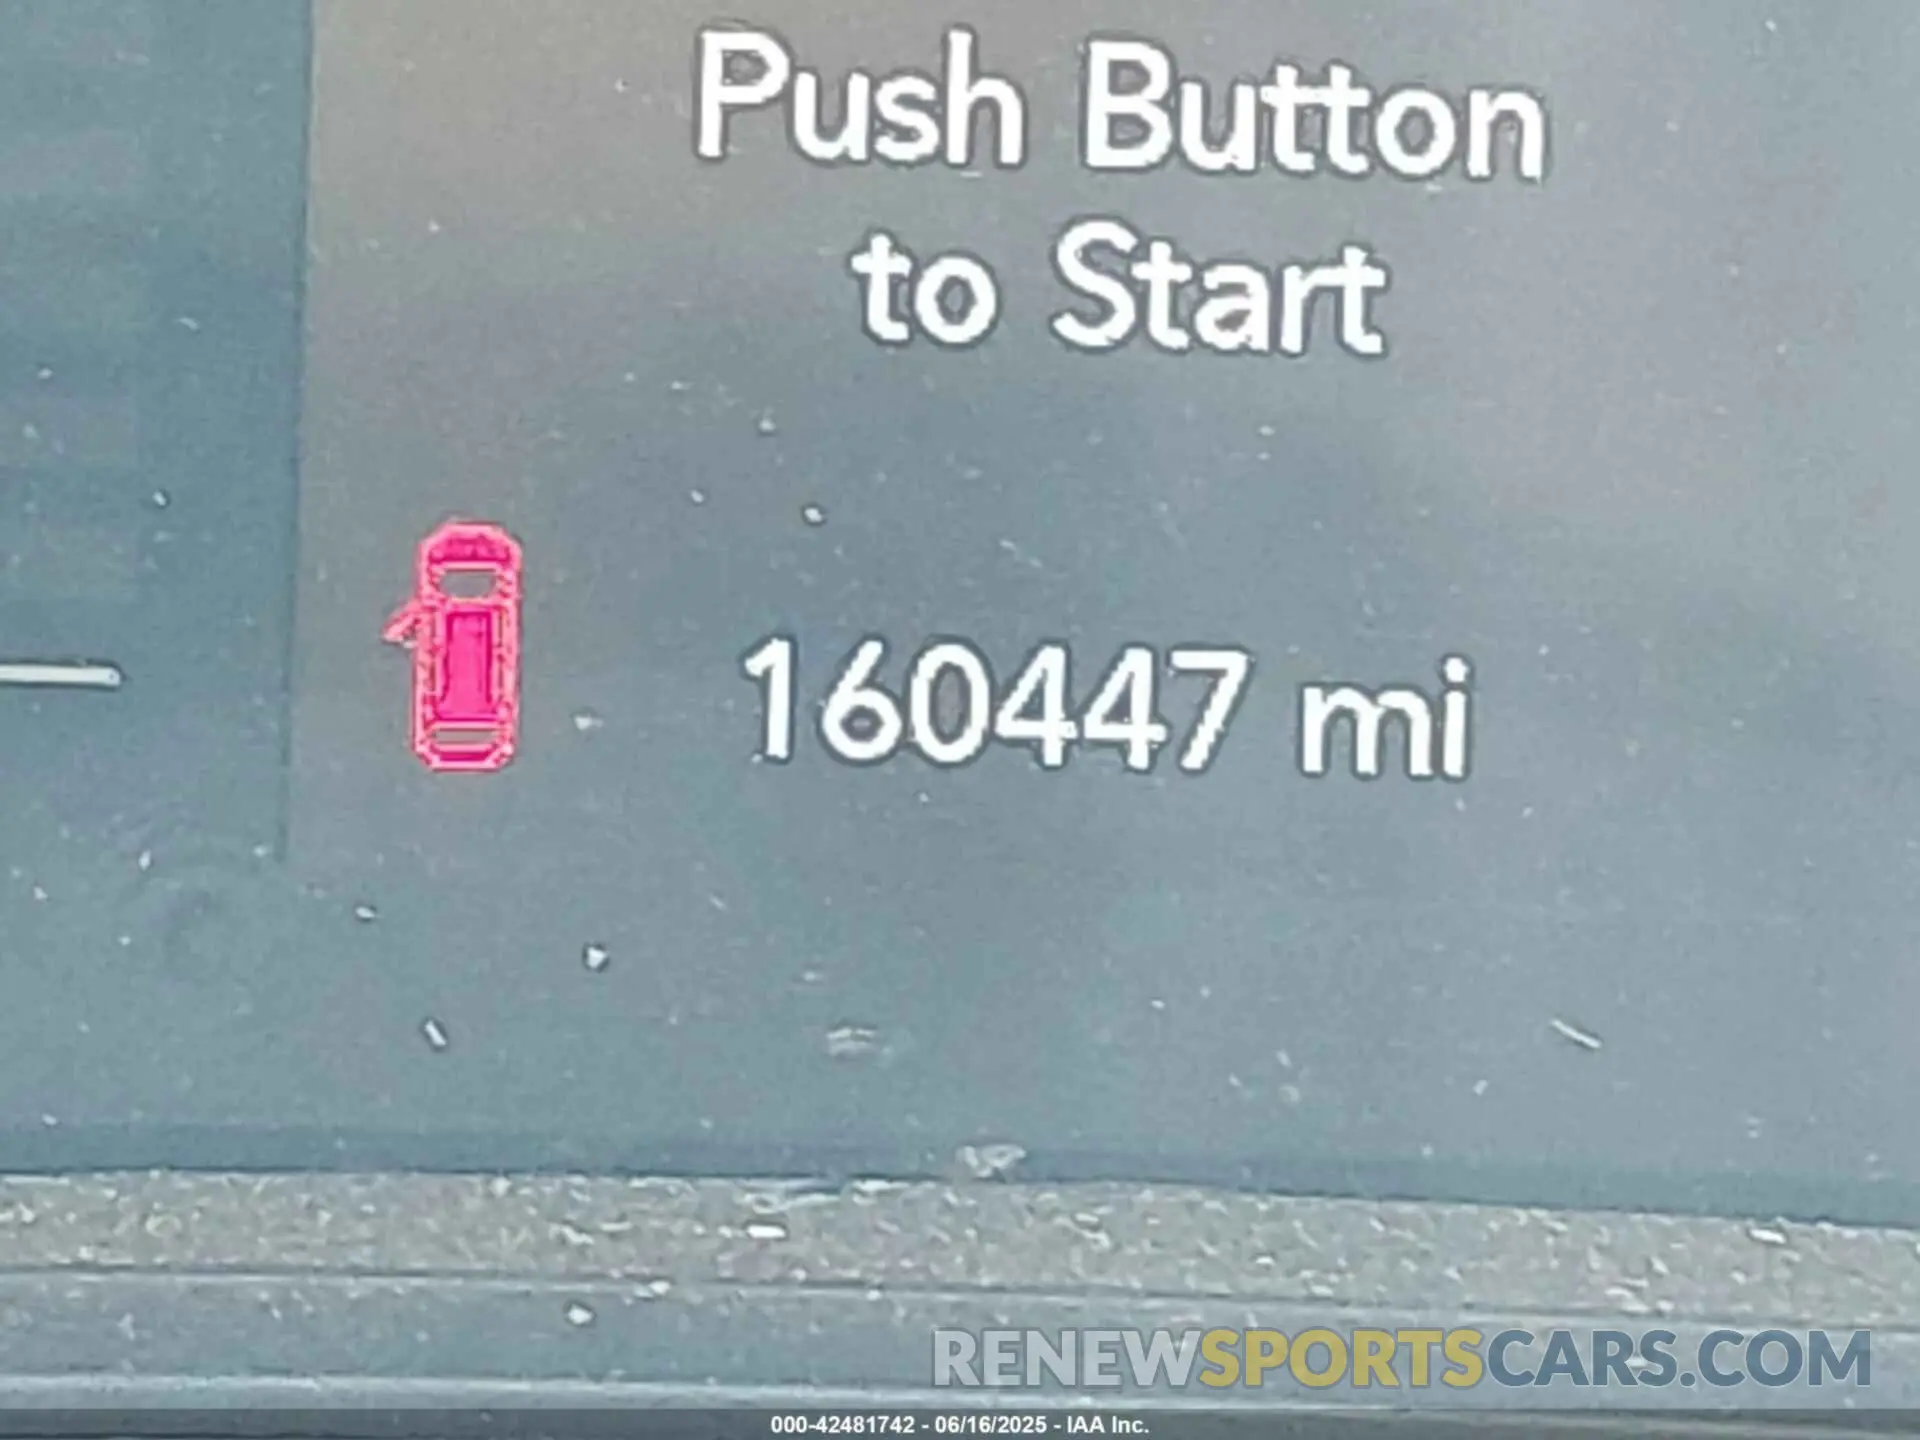 Push Button
to Start
160447 mi
RENEWSPORTSCARS.COM
000-42481742 - 06/16/2025 - IAA Inc.